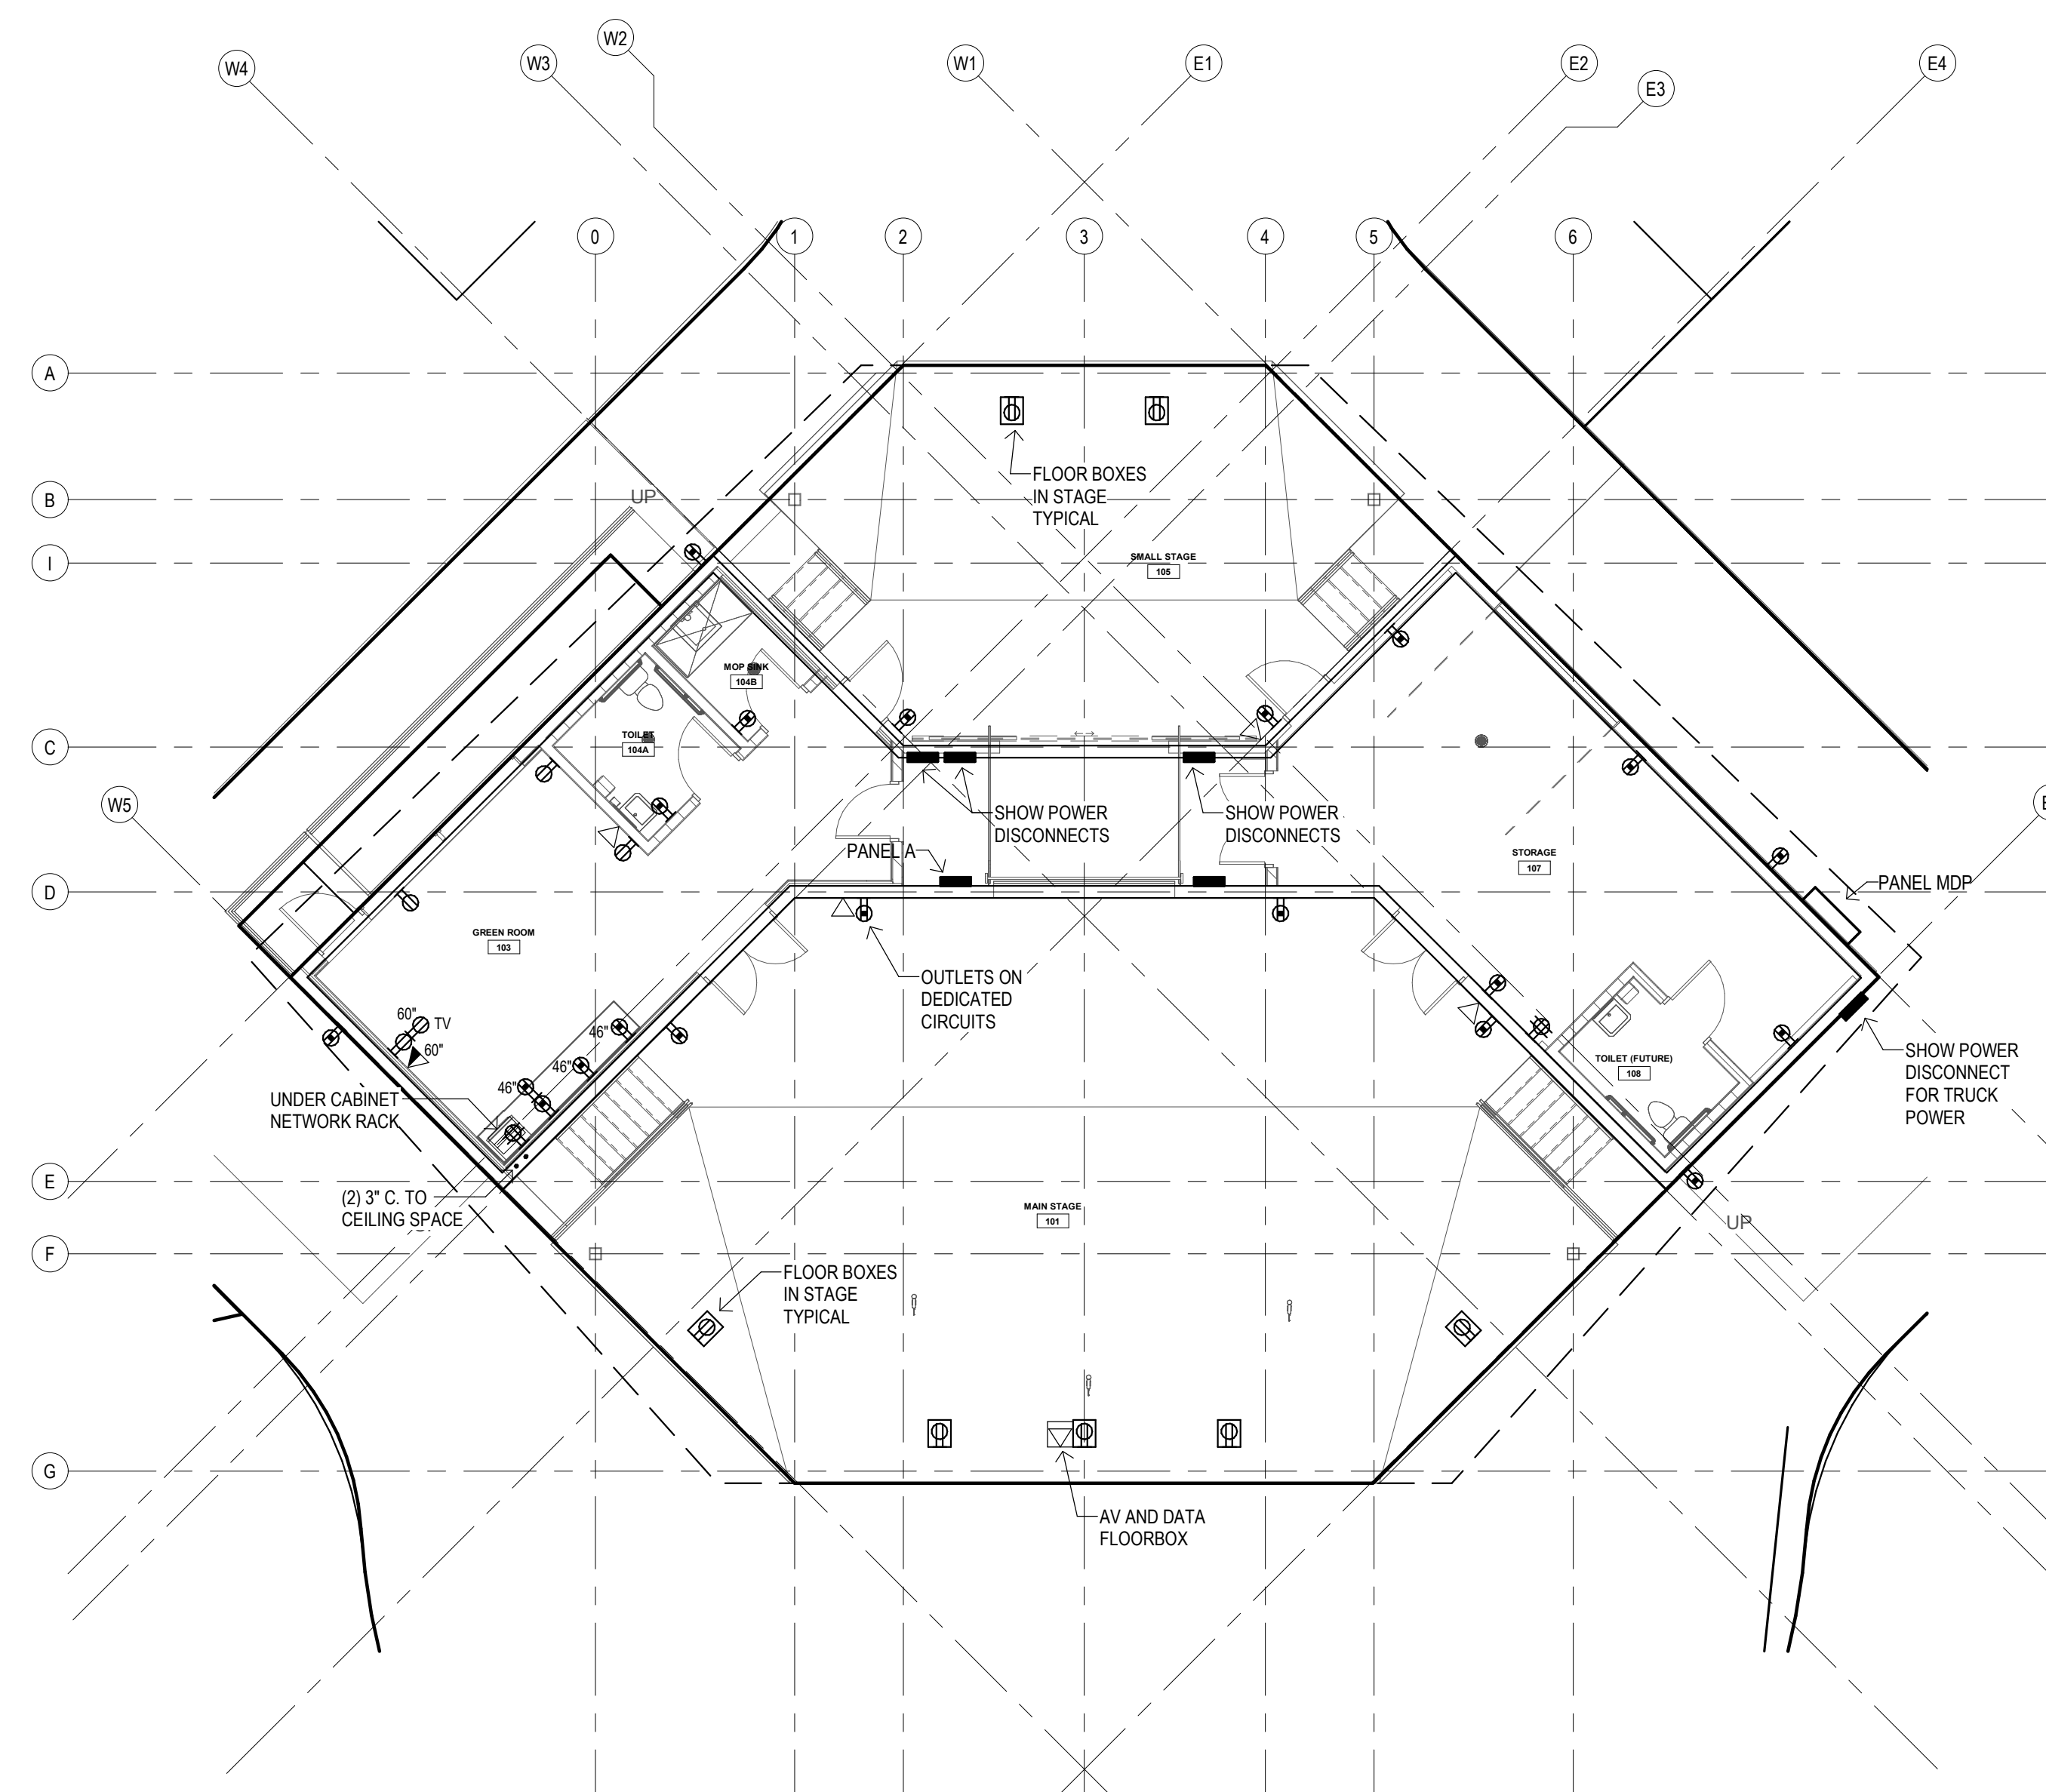 W2
W4
W3
W1
E1
E2
E3
E4
0
1
2
3
4
5
6
A
B
UP
FLOOR BOXES
IN STAGE
TYPICAL
I
SMALL STAGE
105
MOP SINK
104B
TOILET
104A
C
W5
SHOW POWER
DISCONNECTS
SHOW POWER
DISCONNECTS
PANEL A
STORAGE
107
D
PANEL MDP
GREEN ROOM
103
OUTLETS ON
DEDICATED
CIRCUITS
60"
TV
60"
46"
46"
46"
UNDER CABINET
NETWORK RACK
TOILET (FUTURE)
108
SHOW POWER
DISCONNECT
FOR TRUCK
POWER
E
(2) 3" C. TO
CEILING SPACE
MAIN STAGE
101
UP
F
FLOOR BOXES
IN STAGE
TYPICAL
G
AV AND DATA
FLOORBOX